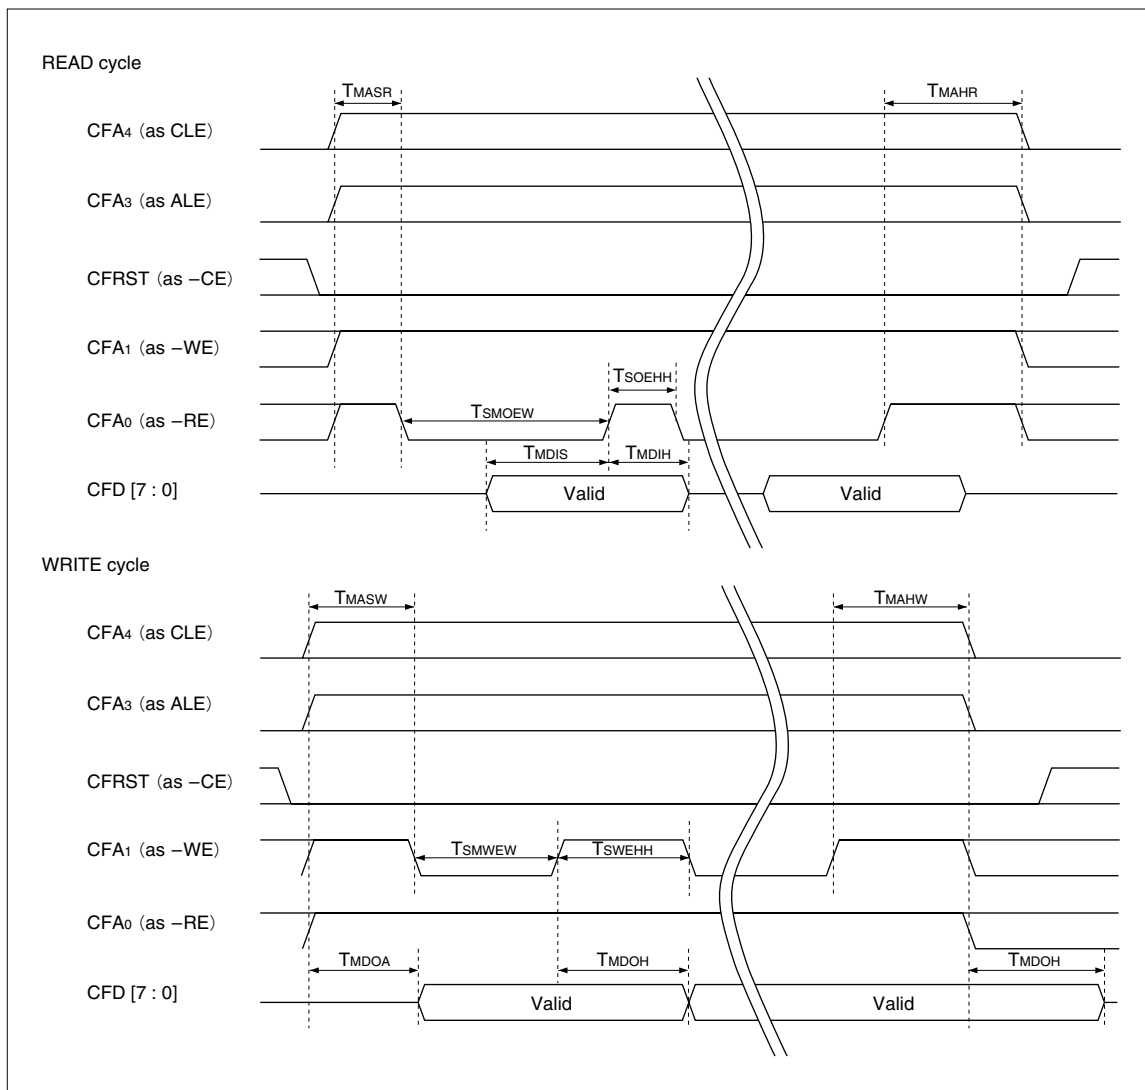 READ cycle
TMASR
TMAHR
CFA4 (as CLE)
CFA3 (as ALE)
CFRST (as −CE)
CFA1 (as −WE)
TSOEHH
CFA0 (as −RE)
TSMOEW
TMDIS
TMDIH
CFD [7 : 0]
Valid
Valid
WRITE cycle
TMASW
TMAHW
CFA4 (as CLE)
CFA3 (as ALE)
CFRST (as −CE)
CFA1 (as −WE)
TSMWEW
TSWEHH
CFA0 (as −RE)
TMDOA
TMDOH
TMDOH
CFD [7 : 0]
Valid
Valid